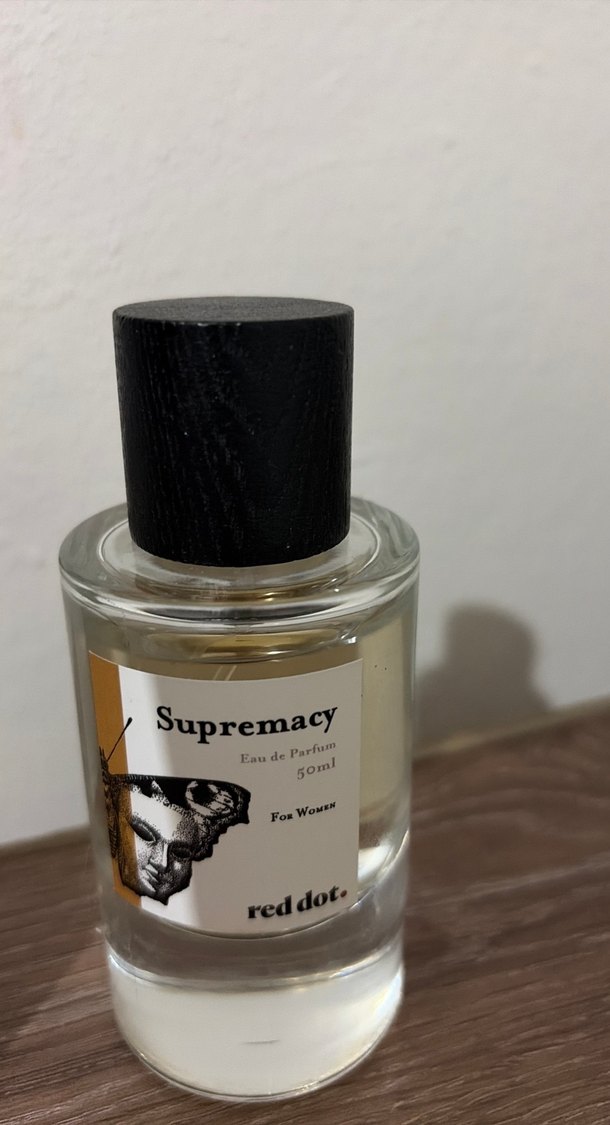 Supremacy
Eau de Parfum
50ml
For Women
red dot.